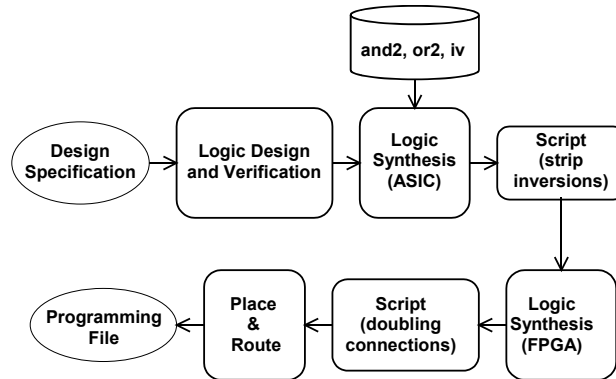 and2, or2, iv
Design
Specification
Logic Design
and Verification
Logic
Synthesis
(ASIC)
Script
(strip
inversions)
Programming
File
Place
&
Route
Script
(doubling
connections)
Logic
Synthesis
(FPGA)